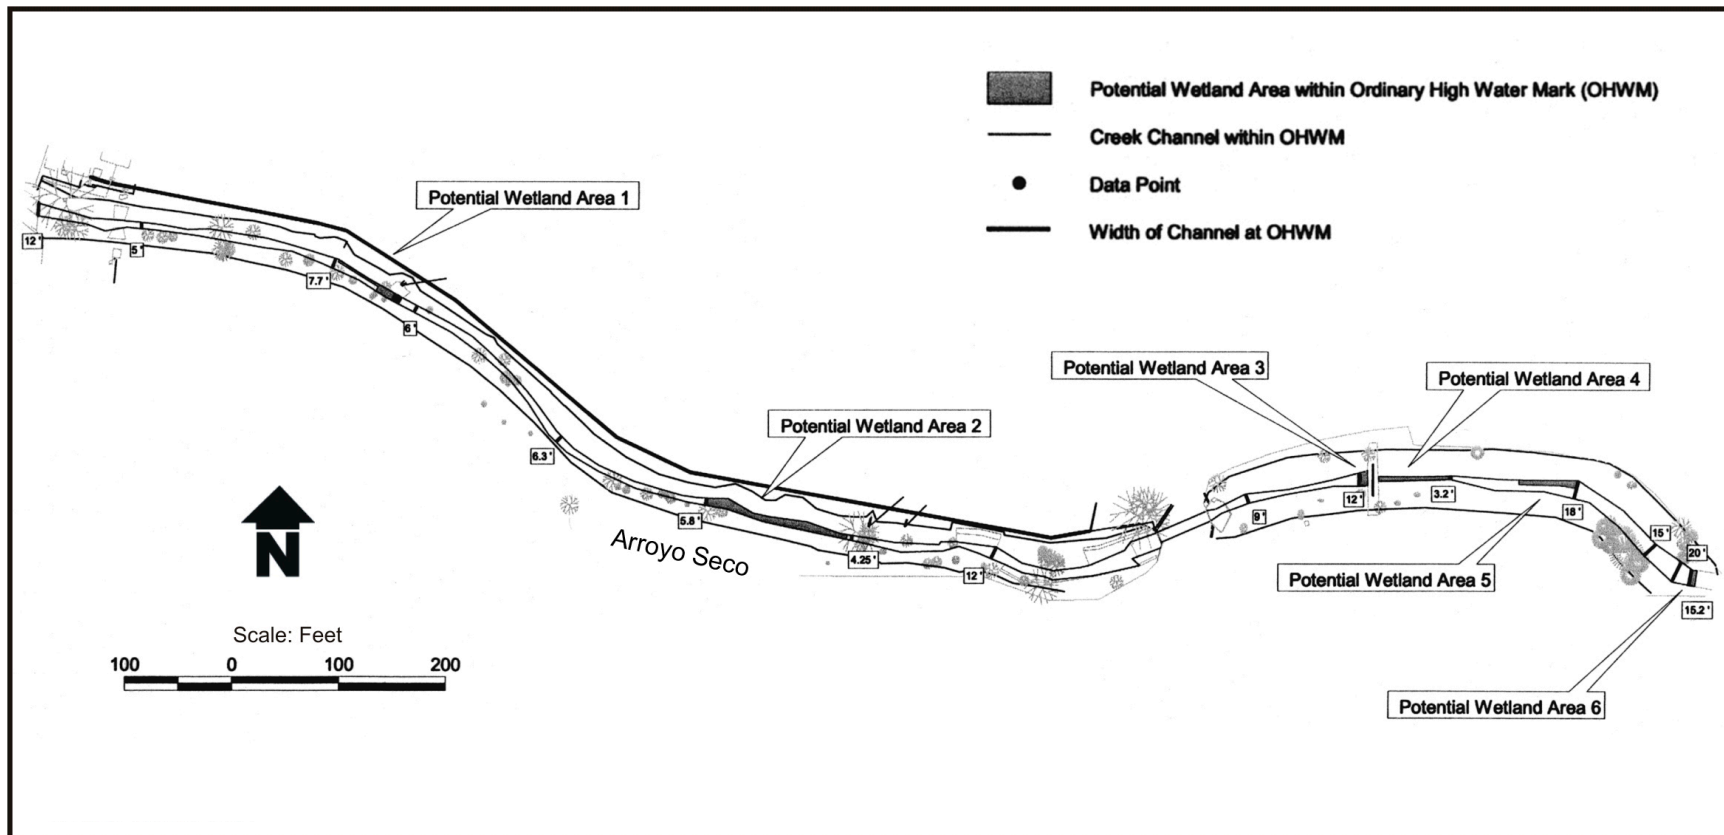 Potential Wetland Area within Ordinary High Water Mark (OHWM)
Creek Channel within OHWM
Data Point
Width of Channel at OHWM
Potential Wetland Area 1
12 '
5 '
7.7 '
6 '
Potential Wetland Area 3
Potential Wetland Area 4
Potential Wetland Area 2
6.3 '
5.8 '
4.25 '
12 '
9 '
12 '
3.2 '
18 '
15 '
20 '
15.2 '
Arroyo Seco
Potential Wetland Area 5
Potential Wetland Area 6
N
Scale: Feet
100 0 100 200